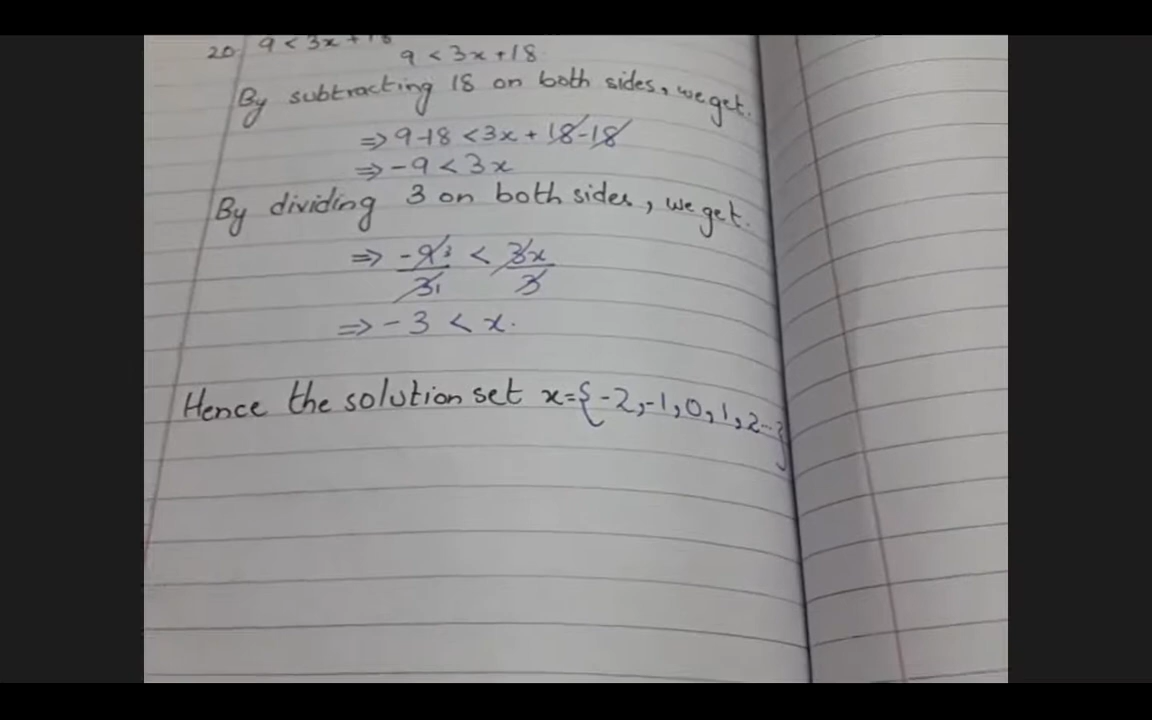 20 9 < 3x + 18
9 < 3x + 18
By subtracting 18 on both sides, we get.
⇒ 9-18 < 3x + 18-18
⇒ -9 < 3x
By dividing 3 on both sides, we get.
⇒ -9 3 < 3x
3 1 3
⇒ -3 < x.
Hence the solution set x={-2,-1,0,1,2--}